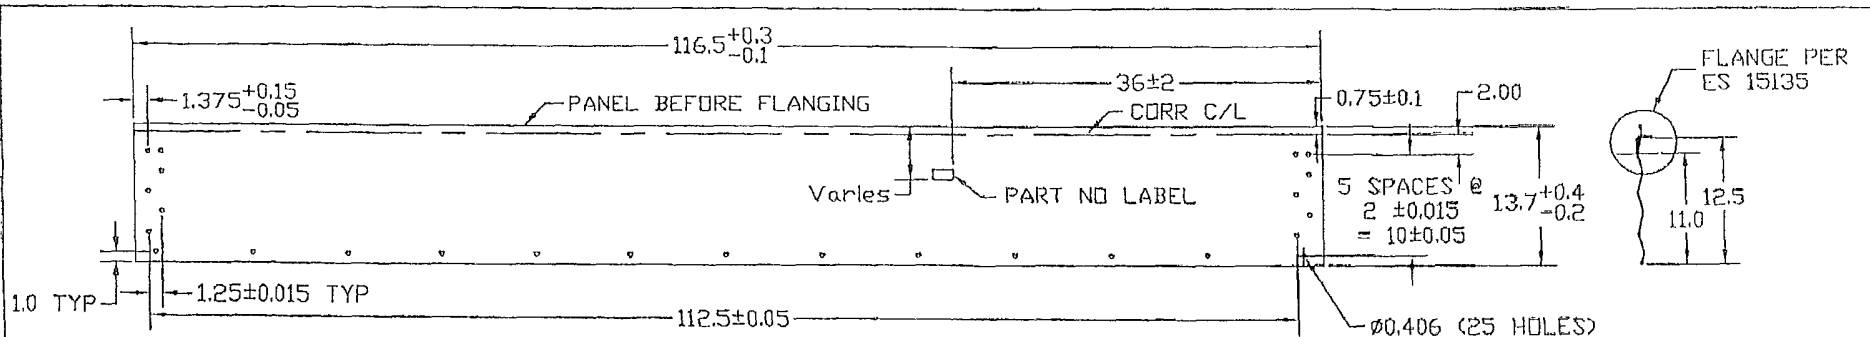 116.5+0.3
-0.1
FLANGE PER
ES 15135
36±2
1.375+0.15
-0.05
PANEL BEFORE FLANGING
CORR C/L
0.75±0.1
2.00
Varies
PART NO LABEL
5 SPACES @
2 ±0.015
= 10±0.05
13.7+0.4
-0.2
11.0
12.5
1.0 TYP
1.25±0.015 TYP
112.5±0.05
ø0.406 (25 HOLES)